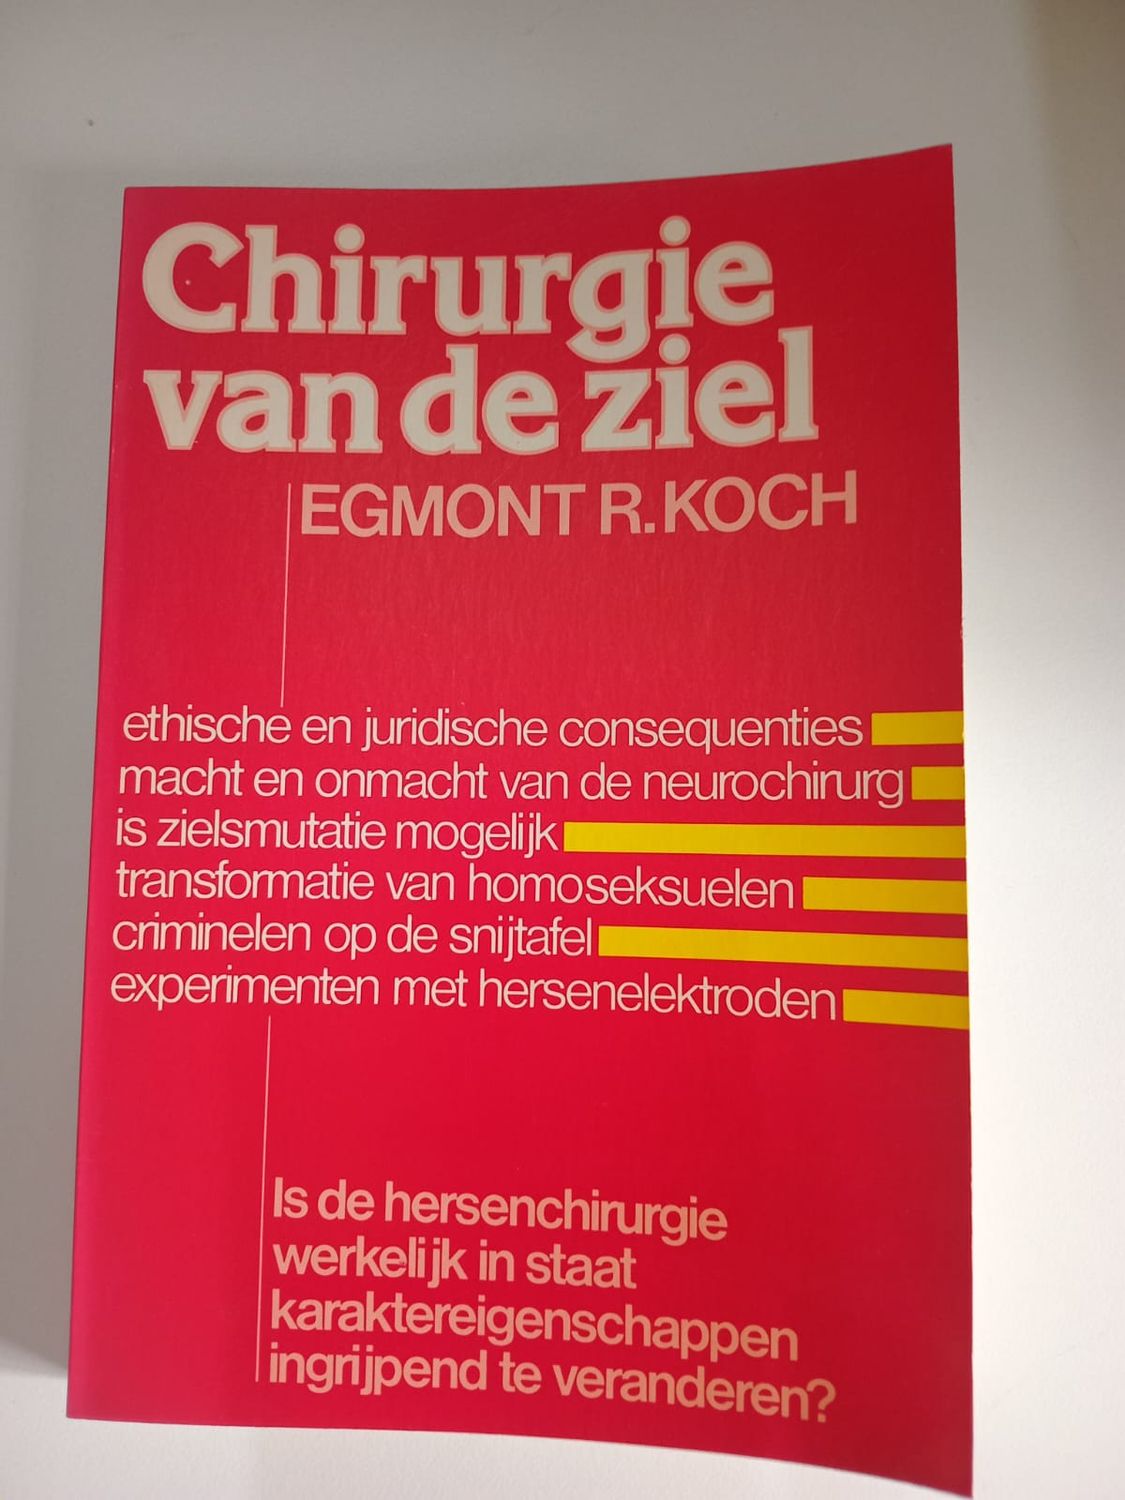 Chirurgie
van de ziel
EGMONT R. KOCH
ethische en juridische consequenties
macht en onmacht van de neurochirurg
is zielsmutatie mogelijk
transformatie van homoseksuelen
criminelen op de snijtafel
experimenten met hersenelektroden
Is de hersenchirurgie
werkelijk in staat
karaktereigenschappen
ingrijpend te veranderen?